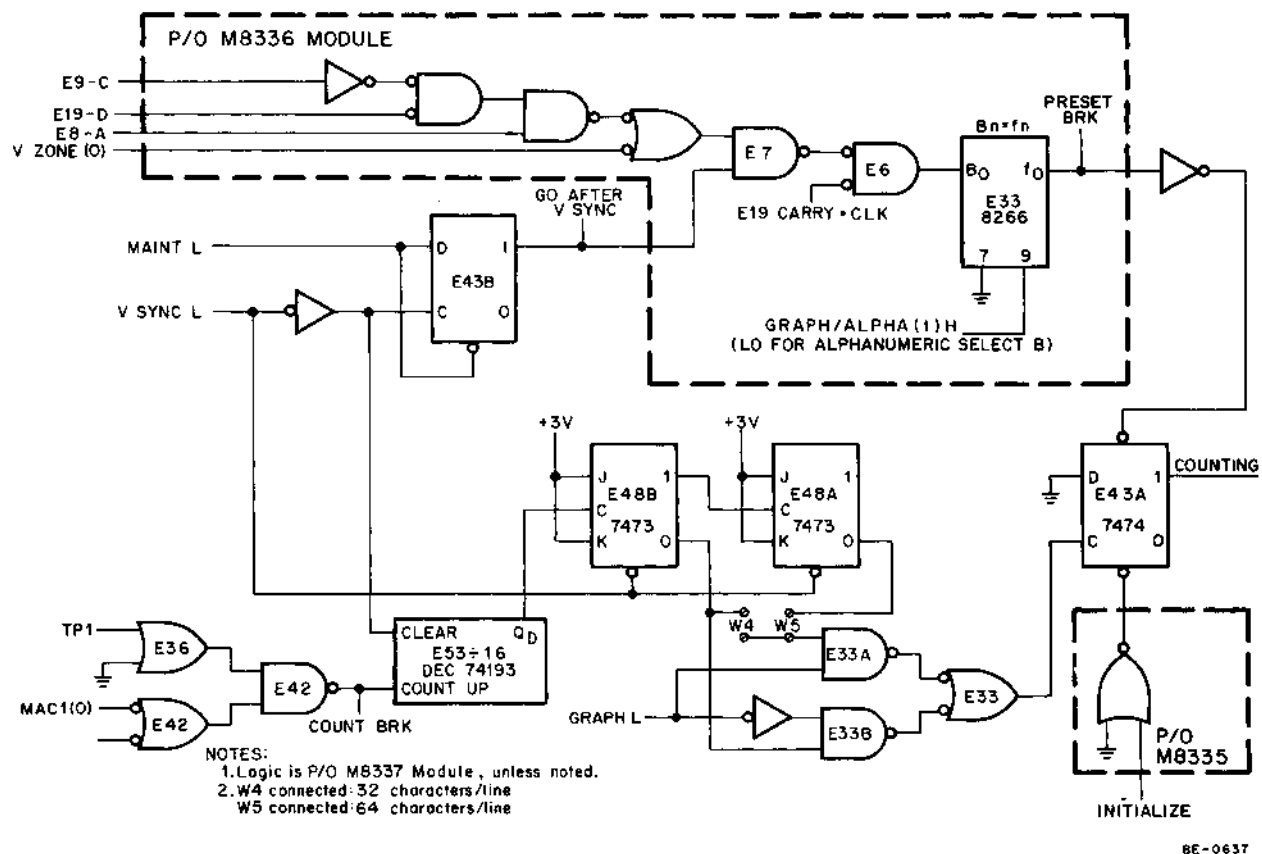 P/O M8336 MODULE
E9-C
E19-D
E8-A
V ZONE (0)
E7
E6
E19 CARRY • CLK
Bn=fn
B0
f0
E33
8266
7
9
PRESET
BRK
GO AFTER
V SYNC
GRAPH/ALPHA (1) H
(LO FOR ALPHANUMERIC SELECT B)
MAINT L
V SYNC L
D
1
E43B
C
0
+3V
J
1
E48B
C
7473
K
0
+3V
J
1
E48A
C
7473
K
0
D
1
E43A
7474
C
0
COUNTING
W4
W5
TP1
E36
E42
MAC1(0)
E42
COUNT BRK
CLEAR
QD
E53÷16
DEC 74193
COUNT UP
GRAPH L
E33A
E33B
E33
P/O
M8335
INITIALIZE
NOTES:
1. Logic is P/O M8337 Module, unless noted.
2. W4 connected: 32 characters/line
W5 connected: 64 characters/line
BE-0637